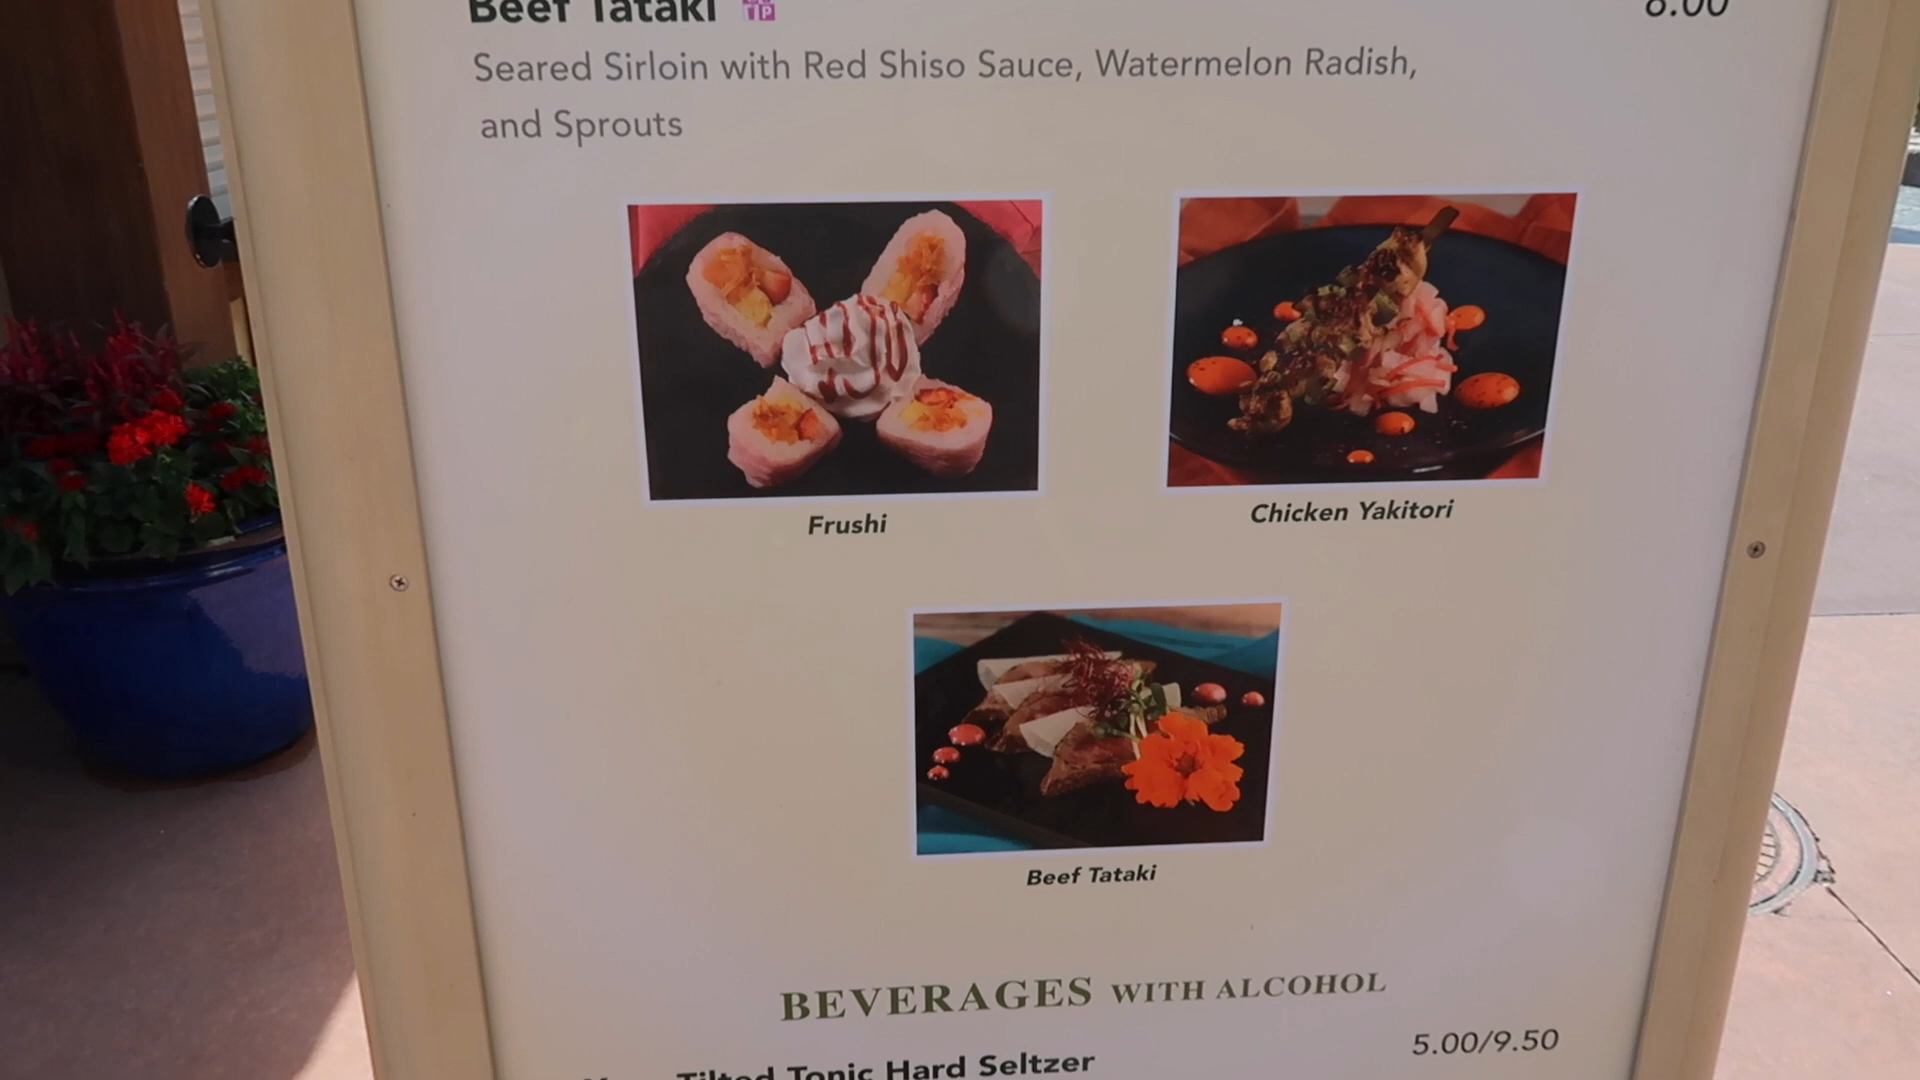 Beef Tataki TIP 8.00
Seared Sirloin with Red Shiso Sauce, Watermelon Radish,
and Sprouts
Frushi
Chicken Yakitori
Beef Tataki
BEVERAGES WITH ALCOHOL
5.00/9.50
Tilted Tonic Hard Seltzer